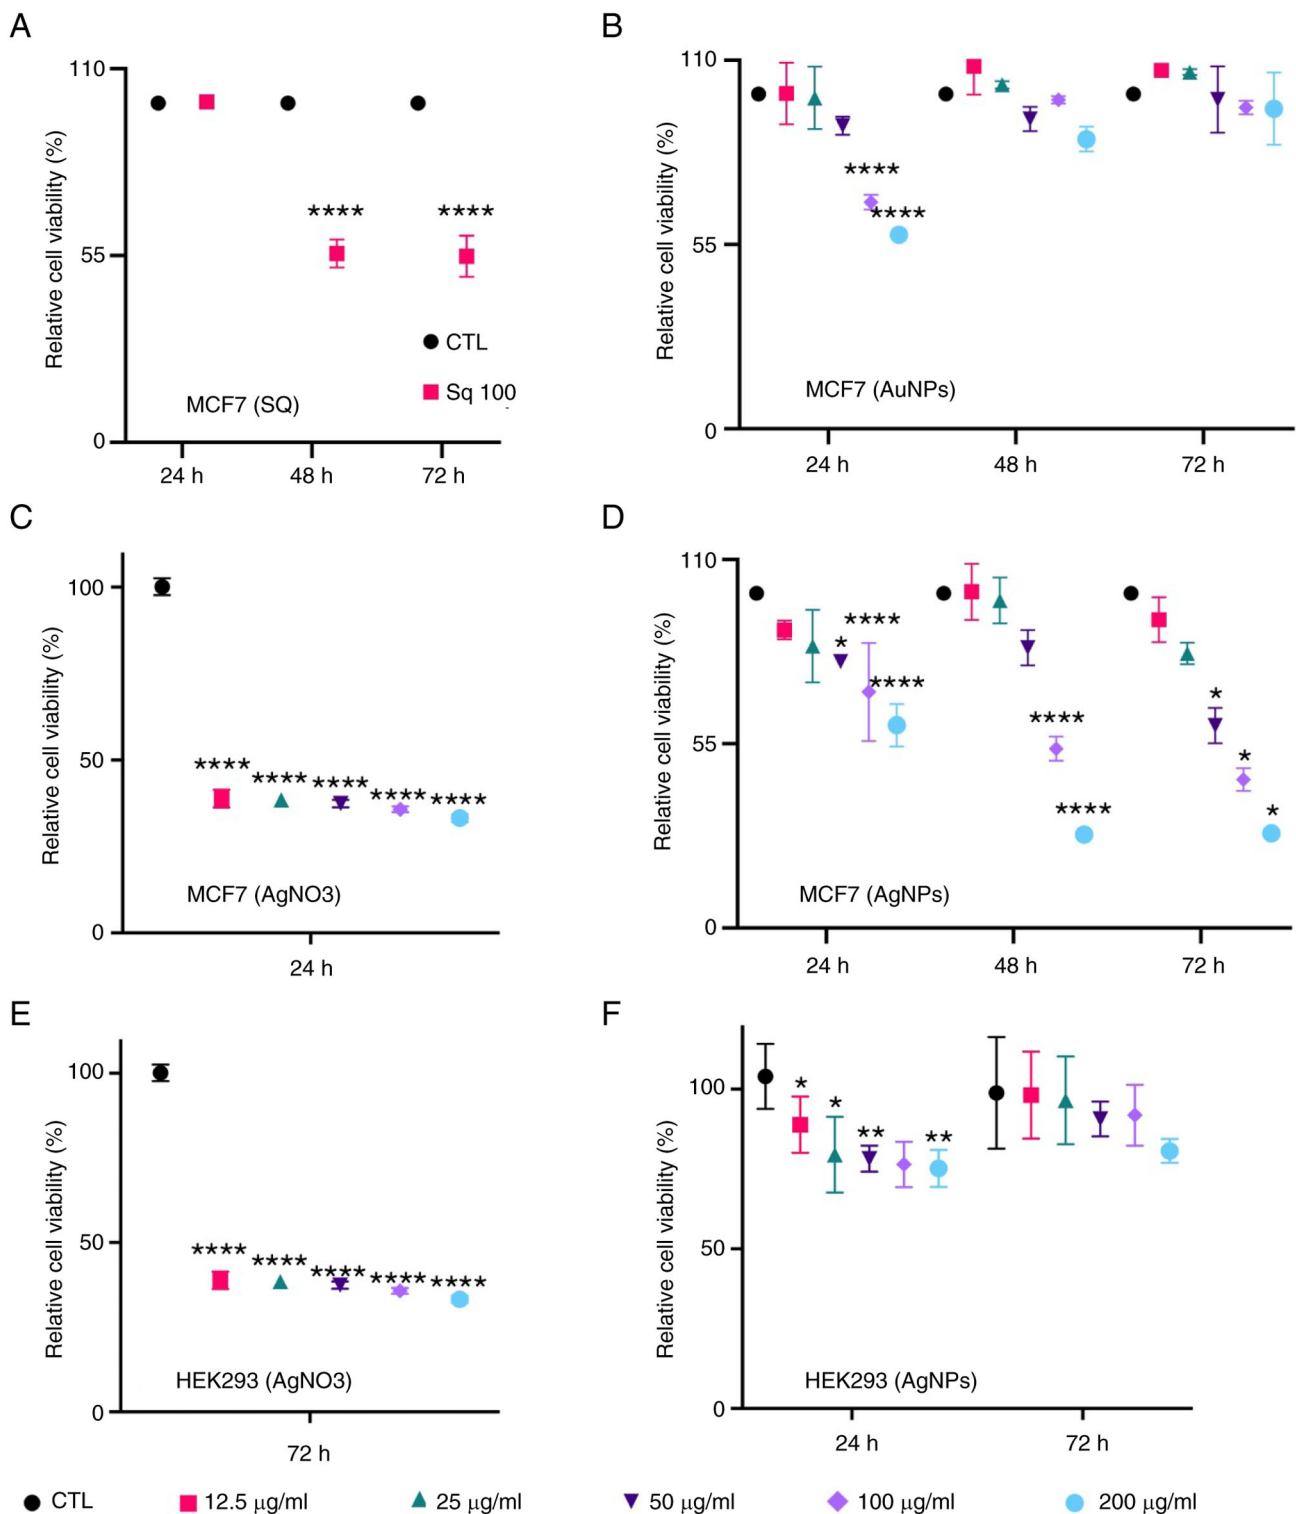 A
Relative cell viability (%)
110
55
0
****
****
CTL
Sq 100
MCF7 (SQ)
24 h
48 h
72 h
B
Relative cell viability (%)
110
55
0
****
****
MCF7 (AuNPs)
24 h
48 h
72 h
C
Relative cell viability (%)
100
50
0
****
****
****
****
****
MCF7 (AgNO3)
24 h
D
Relative cell viability (%)
110
55
0
*
****
****
****
****
*
*
*
MCF7 (AgNPs)
24 h
48 h
72 h
E
Relative cell viability (%)
100
50
0
****
****
****
****
****
HEK293 (AgNO3)
72 h
F
Relative cell viability (%)
100
50
0
*
*
**
**
HEK293 (AgNPs)
24 h
72 h
CTL
12.5 µg/ml
25 µg/ml
50 µg/ml
100 µg/ml
200 µg/ml